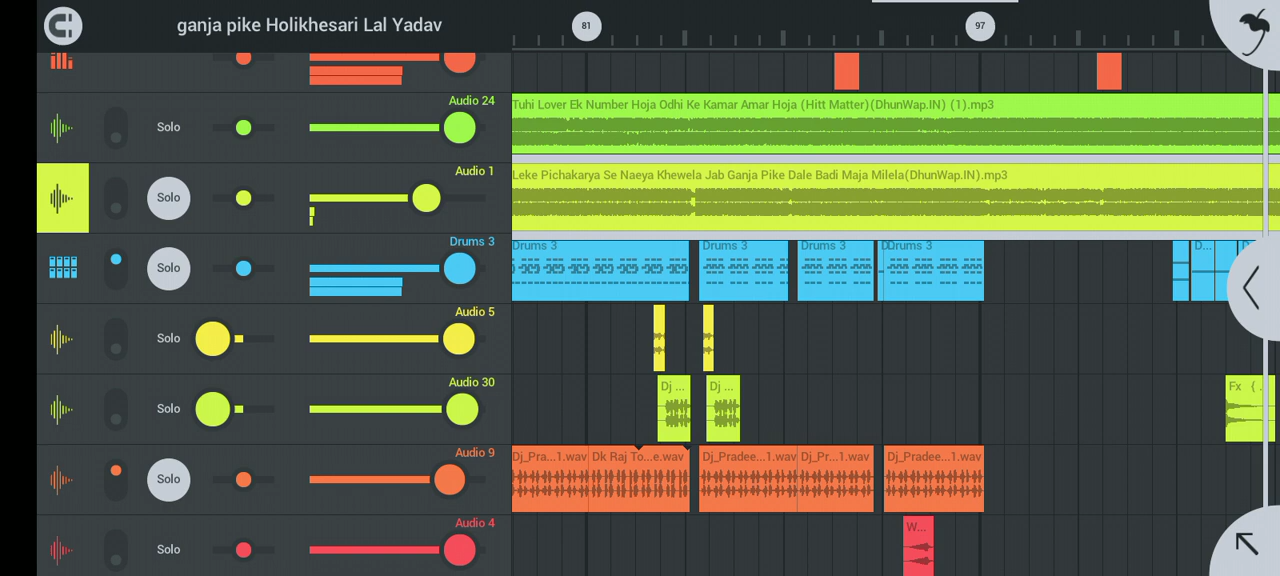 ganja pike Holikhesari Lal Yadav
81
97
Audio 24
Solo
Tuhi Lover Ek Number Hoja Odhi Ke Kamar Amar Hoja (Hitt Matter)(DhunWap.IN) (1).mp3
Audio 1
Solo
Leke Pichakarya Se Naeya Khewela Jab Ganja Pike Dale Badi Maja Milela(DhunWap.IN).mp3
Drums 3
Solo
Drums 3
Drums 3
Drums 3
D
Drums 3
D...
Audio 5
Solo
Audio 30
Solo
Dj ...
Dj ...
Fx ( .
Audio 9
Solo
Dj_Pra...1.wav
Dk Raj To...e.wav
Dj_Pradee...1.wav
Dj_Pr...1.wav
Dj_Pradee...1.wav
Audio 4
Solo
W...